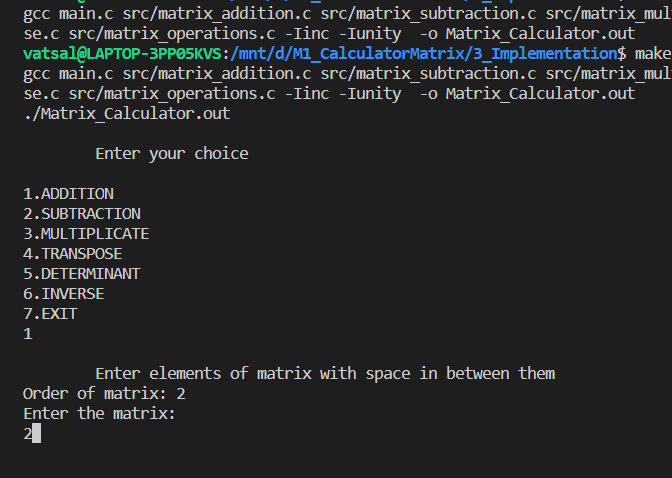 gcc main.c src/matrix_addition.c src/matrix_subtraction.c src/matrix_mul
se.c src/matrix_operations.c -Iinc -Iunity  -o Matrix_Calculator.out
vatsal@LAPTOP-3PP05KVS:/mnt/d/M1_CalculatorMatrix/3_Implementation$ make
gcc main.c src/matrix_addition.c src/matrix_subtraction.c src/matrix_mul
se.c src/matrix_operations.c -Iinc -Iunity  -o Matrix_Calculator.out
./Matrix_Calculator.out
Enter your choice
1.ADDITION
2.SUBTRACTION
3.MULTIPLICATE
4.TRANSPOSE
5.DETERMINANT
6.INVERSE
7.EXIT
1
Enter elements of matrix with space in between them
Order of matrix: 2
Enter the matrix:
2